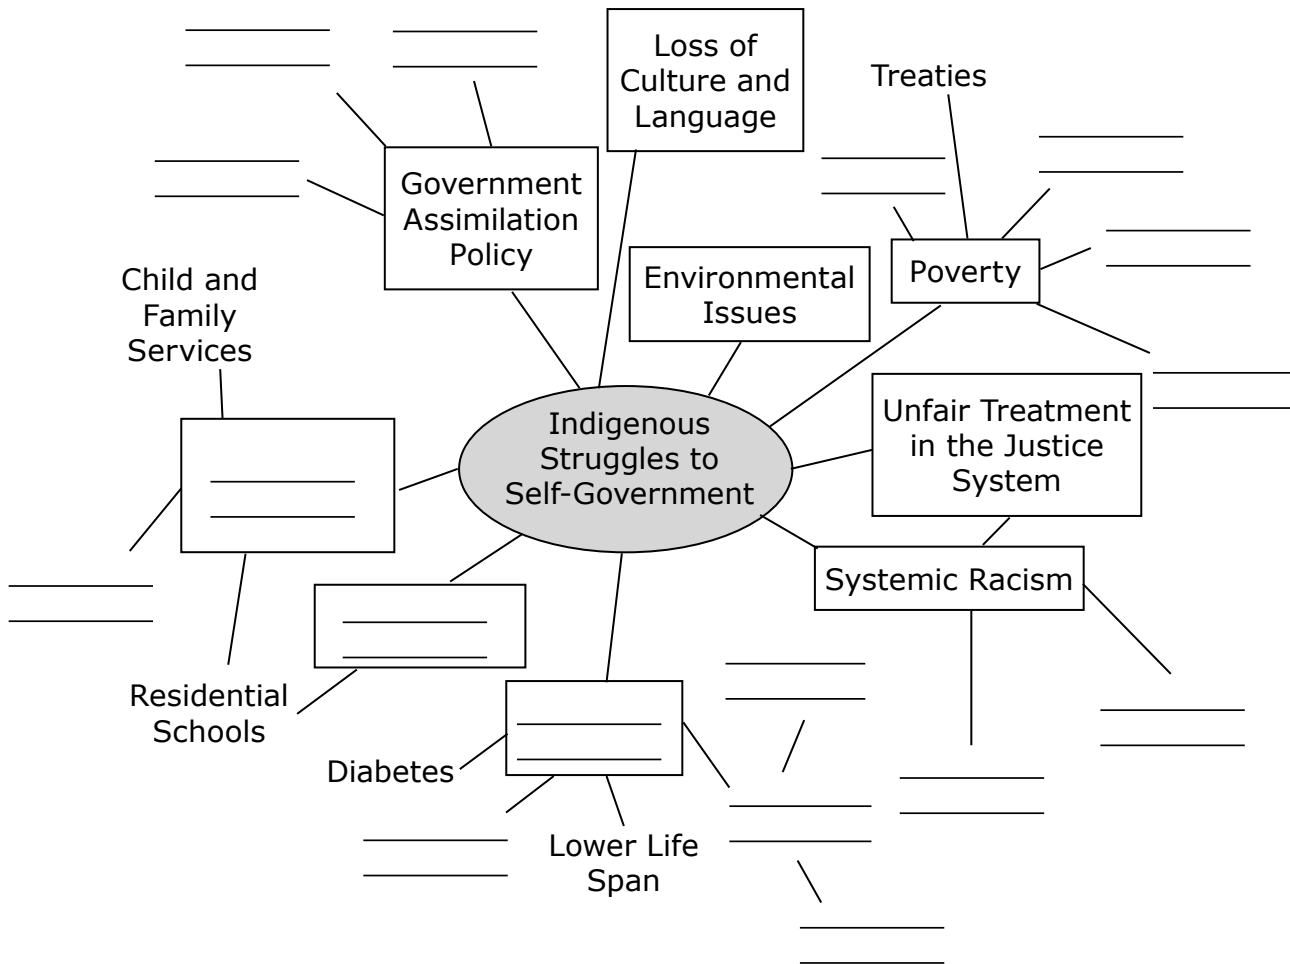 Loss of
Culture and
Language
Treaties
Government
Assimilation
Policy
Environmental
Issues
Poverty
Child and
Family
Services
Indigenous
Struggles to
Self-Government
Unfair Treatment
in the Justice
System
Systemic Racism
Residential
Schools
Diabetes
Lower Life
Span